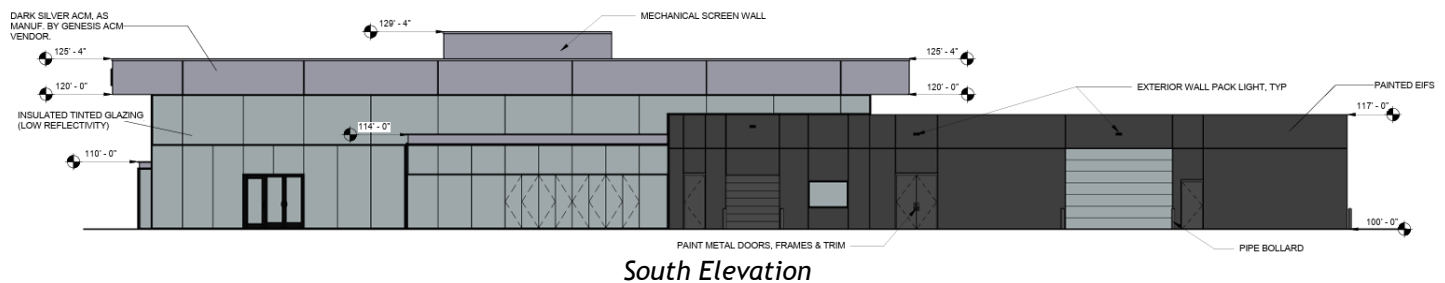 DARK SILVER ACM, AS
MANUF. BY GENESIS ACM
VENDOR.
129' - 4"
MECHANICAL SCREEN WALL
125' - 4"
125' - 4"
120' - 0"
120' - 0"
EXTERIOR WALL PACK LIGHT, TYP
PAINTED EIFS
INSULATED TINTED GLAZING
(LOW REFLECTIVITY)
117' - 0"
114' - 0"
110' - 0"
100' - 0"
PAINT METAL DOORS, FRAMES & TRIM
PIPE BOLLARD
South Elevation